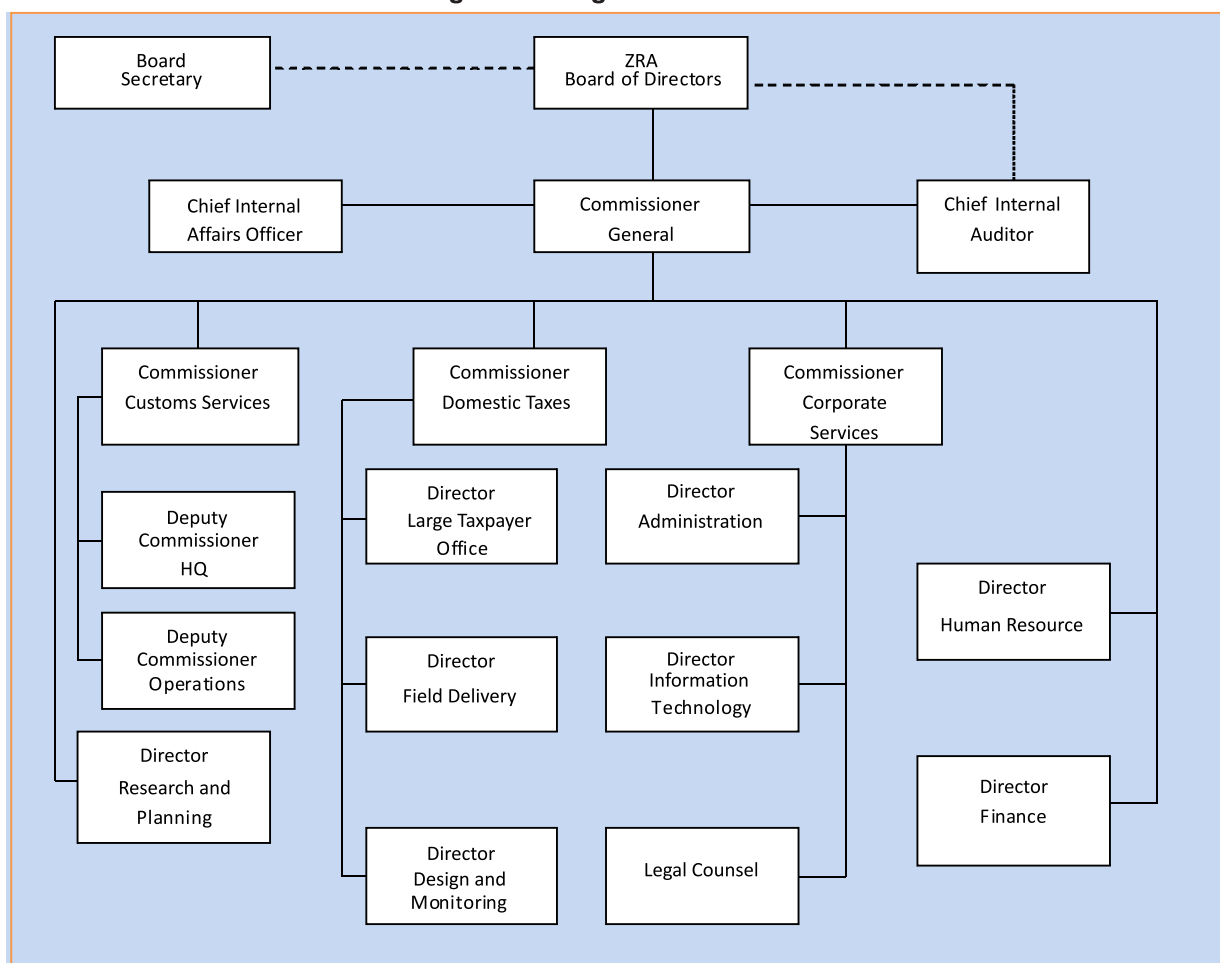 Board
Secretary
ZRA
Board of Directors
Chief Internal
Affairs Officer
Commissioner
General
Chief Internal
Auditor
Commissioner
Customs Services
Commissioner
Domestic Taxes
Commissioner
Corporate
Services
Deputy
Commissioner
HQ
Deputy
Commissioner
Operations
Director
Research and
Planning
Director
Large Taxpayer
Office
Director
Field Delivery
Director
Design and
Monitoring
Director
Administration
Director
Information
Technology
Legal Counsel
Director
Human Resource
Director
Finance